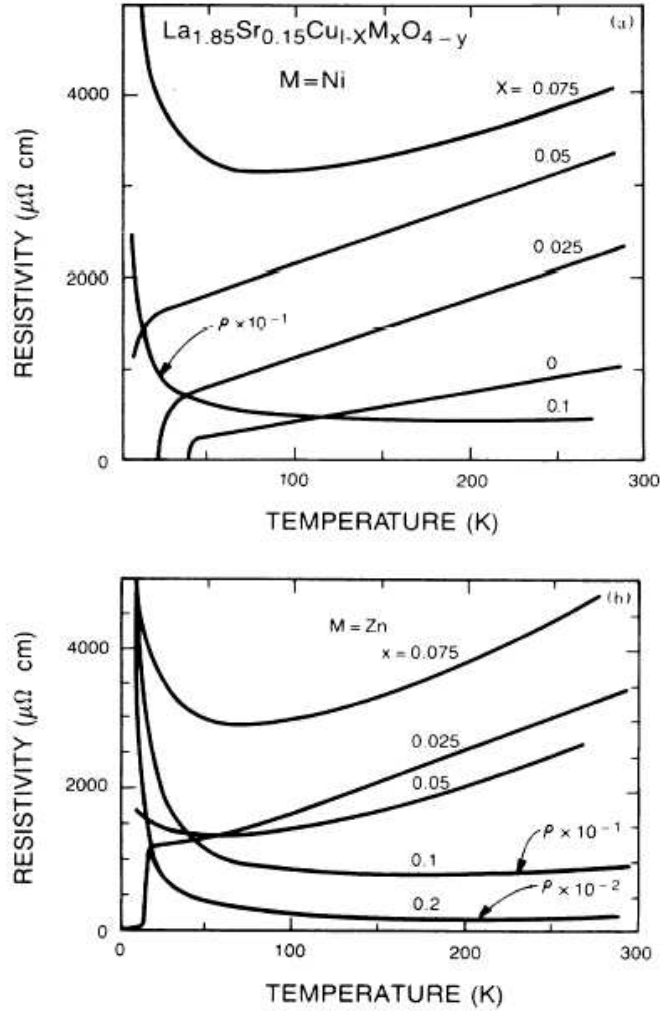 La1.85Sr0.15CuI-XMxO4-y
(a)
M=Ni
X= 0.075
0.05
0.025
0
0.1
ρ×10-1
RESISTIVITY (μΩ cm)
4000
2000
0
100
200
300
TEMPERATURE (K)
(b)
M=Zn
x=0.075
0.025
0.05
0.1
ρ×10-1
0.2
ρ×10-2
RESISTIVITY (μΩ cm)
4000
2000
0
0
100
200
300
TEMPERATURE (K)